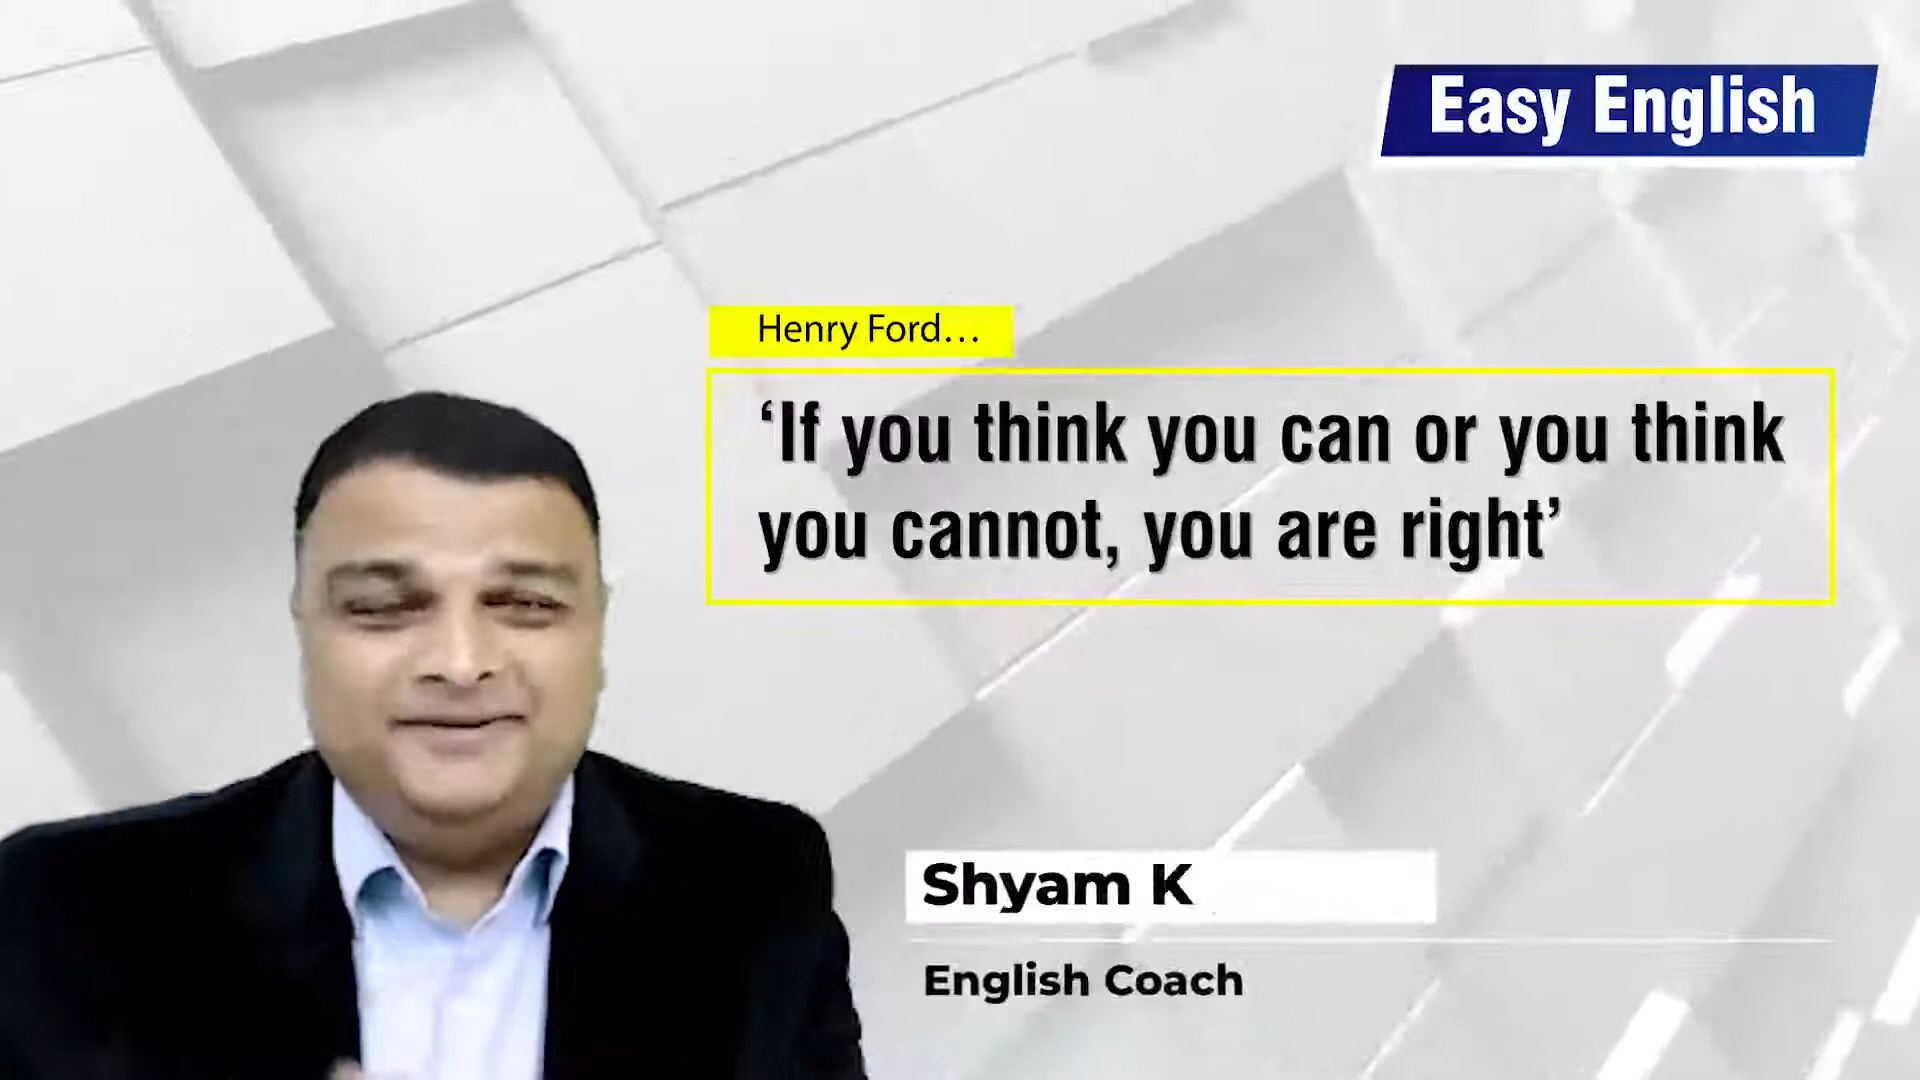 Easy English
Henry Ford…
‘If you think you can or you think
you cannot, you are right’
Shyam K
English Coach